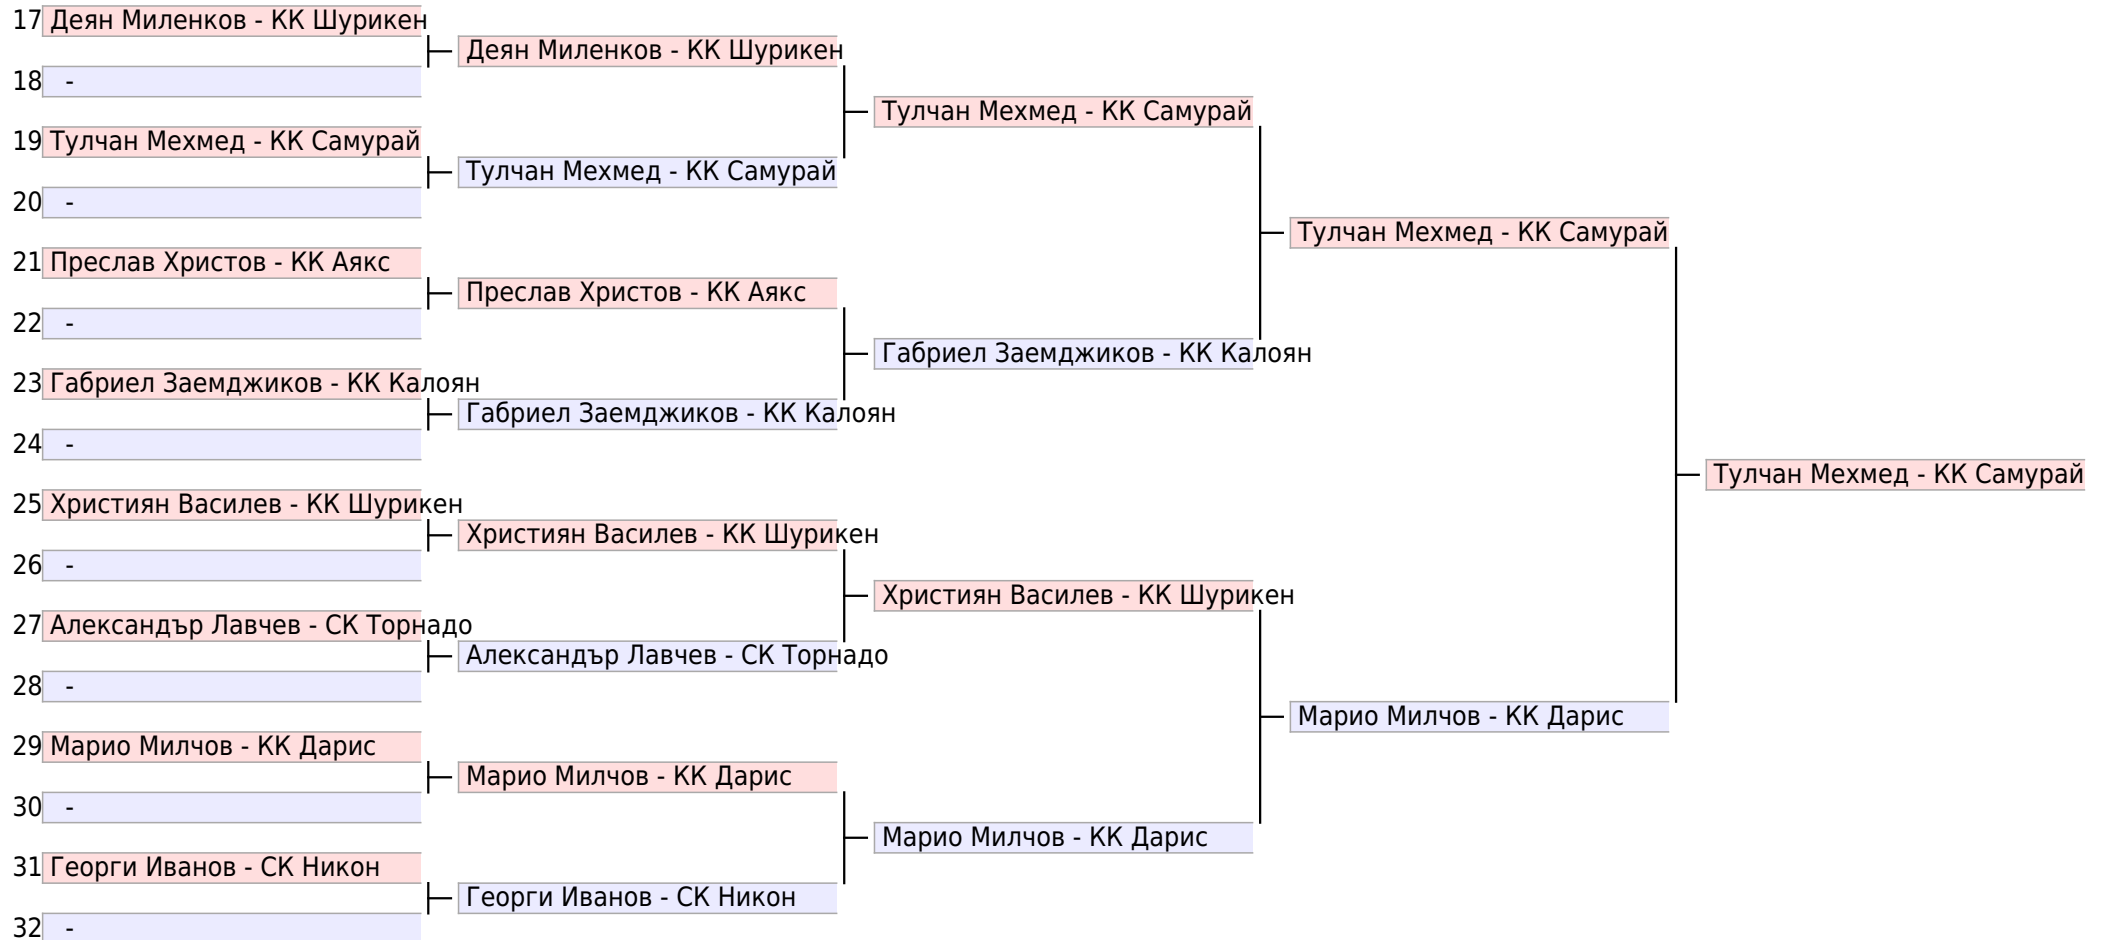 17 Деян Миленков - КК Шурикен
18 -
19 Тулчан Мехмед - КК Самурай
20 -
21 Преслав Христов - КК Аякс
22 -
23 Габриел Заемджиков - КК Калоян
24 -
25 Християн Василев - КК Шурикен
26 -
27 Александър Лавчев - СК Торнадо
28 -
29 Марио Милчов - КК Дарис
30 -
31 Георги Иванов - СК Никон
32 -
Деян Миленков - КК Шурикен
Тулчан Мехмед - КК Самурай
Преслав Христов - КК Аякс
Габриел Заемджиков - КК Калоян
Християн Василев - КК Шурикен
Александър Лавчев - СК Торнадо
Марио Милчов - КК Дарис
Георги Иванов - СК Никон
Тулчан Мехмед - КК Самурай
Габриел Заемджиков - КК Калоян
Християн Василев - КК Шурикен
Марио Милчов - КК Дарис
Тулчан Мехмед - КК Самурай
Марио Милчов - КК Дарис
Тулчан Мехмед - КК Самурай